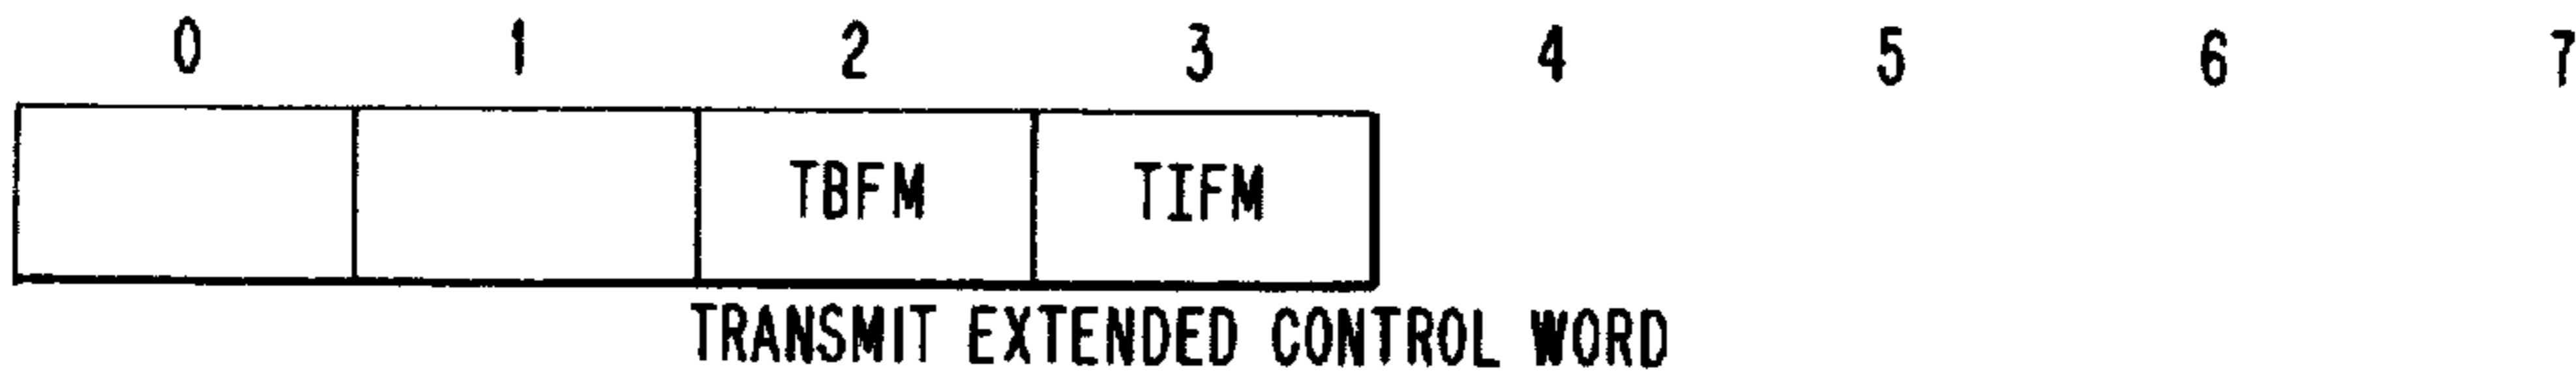 0 1 2 3 4 5 6 7
TBFM TIFM
TRANSMIT EXTENDED CONTROL WORD